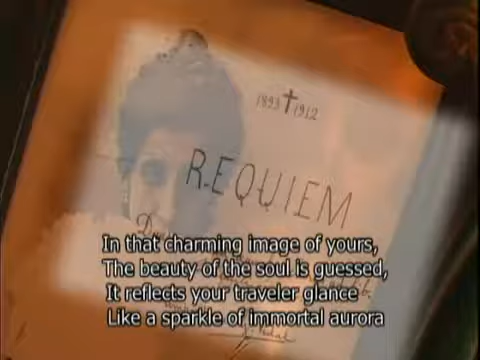 1893 ✝ 1912
REQUIEM
In that charming image of yours,
The beauty of the soul is guessed,
It reflects your traveler glance
Like a sparkle of immortal aurora